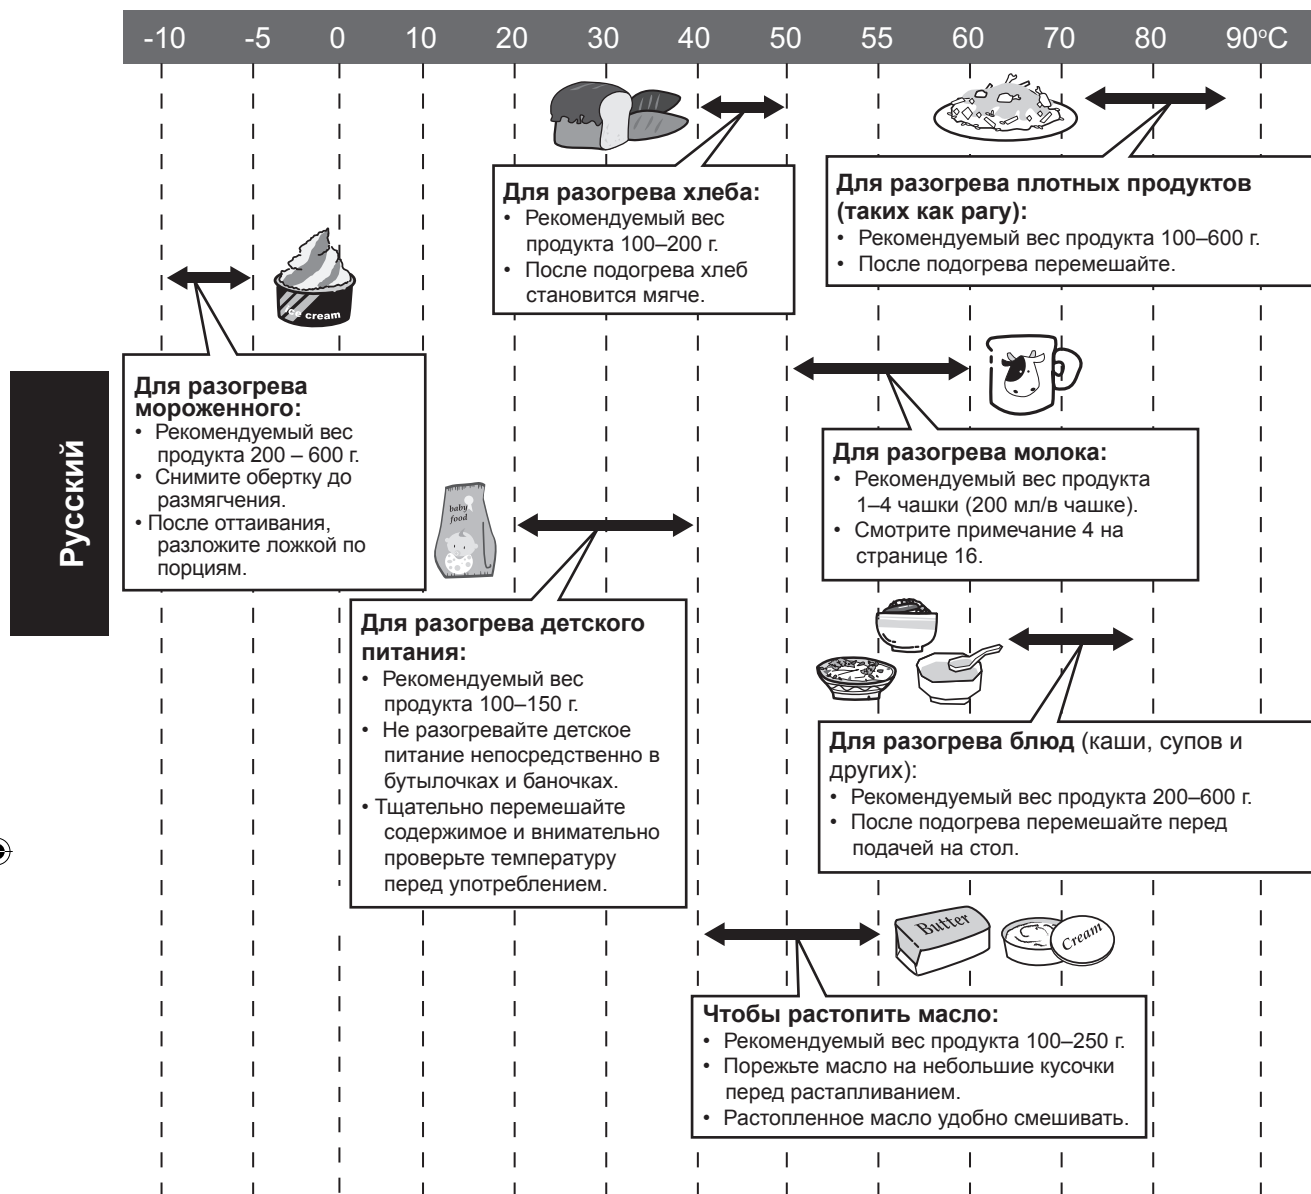 -10 -5 0 10 20 30 40 50 55 60 70 80 90°C
Для разогрева хлеба:
• Рекомендуемый вес
продукта 100–200 г.
• После подогрева хлеб
становится мягче.
Для разогрева плотных продуктов
(таких как рагу):
• Рекомендуемый вес продукта 100–600 г.
• После подогрева перемешайте.
ice cream
Для разогрева
мороженного:
• Рекомендуемый вес
продукта 200 – 600 г.
• Снимите обертку до
размягчения.
• После оттаивания,
разложите ложкой по
порциям.
Русский
Для разогрева молока:
• Рекомендуемый вес продукта
1–4 чашки (200 мл/в чашке).
• Смотрите примечание 4 на
странице 16.
baby
food
Для разогрева детского
питания:
• Рекомендуемый вес
продукта 100–150 г.
• Не разогревайте детское
питание непосредственно в
бутылочках и баночках.
• Тщательно перемешайте
содержимое и внимательно
проверьте температуру
перед употреблением.
Для разогрева блюд (каши, супов и
других):
• Рекомендуемый вес продукта 200–600 г.
• После подогрева перемешайте перед
подачей на стол.
Butter
Cream
Чтобы растопить масло:
• Рекомендуемый вес продукта 100–250 г.
• Порежьте масло на небольшие кусочки
перед растапливанием.
• Растопленное масло удобно смешивать.